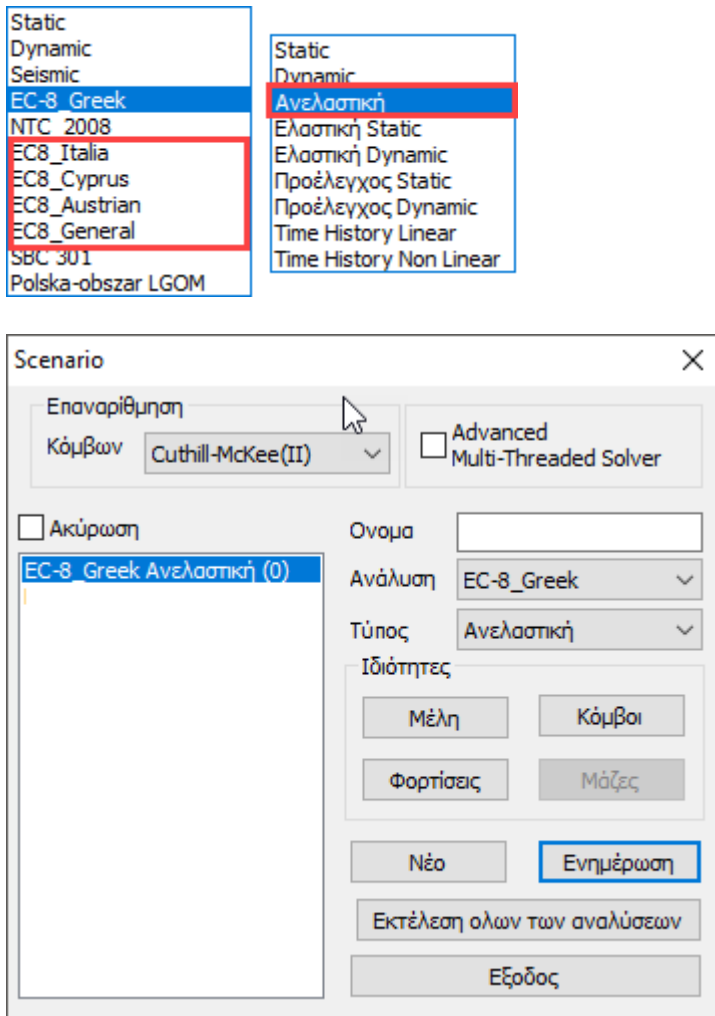 Static
Dynamic
Seismic
EC-8_Greek
NTC_2008
EC8_Italia
EC8_Cyprus
EC8_Austrian
EC8_General
SBC 301
Polska-obszar LGOM
Static
Dynamic
Ανελαστική
Ελαστική Static
Ελαστική Dynamic
Προέλεγχος Static
Προέλεγχος Dynamic
Time History Linear
Time History Non Linear
Scenario
Επαναρίθμηση
Κόμβων
Cuthill-McKee(II)
Advanced
Multi-Threaded Solver
Ακύρωση
EC-8_Greek Ανελαστική (0)
Ονομα
Ανάλυση EC-8_Greek
Τύπος Ανελαστική
Ιδιότητες
Μέλη Κόμβοι
Φορτίσεις Μάζες
Νέο Ενημέρωση
Εκτέλεση ολων των αναλύσεων
Εξοδος